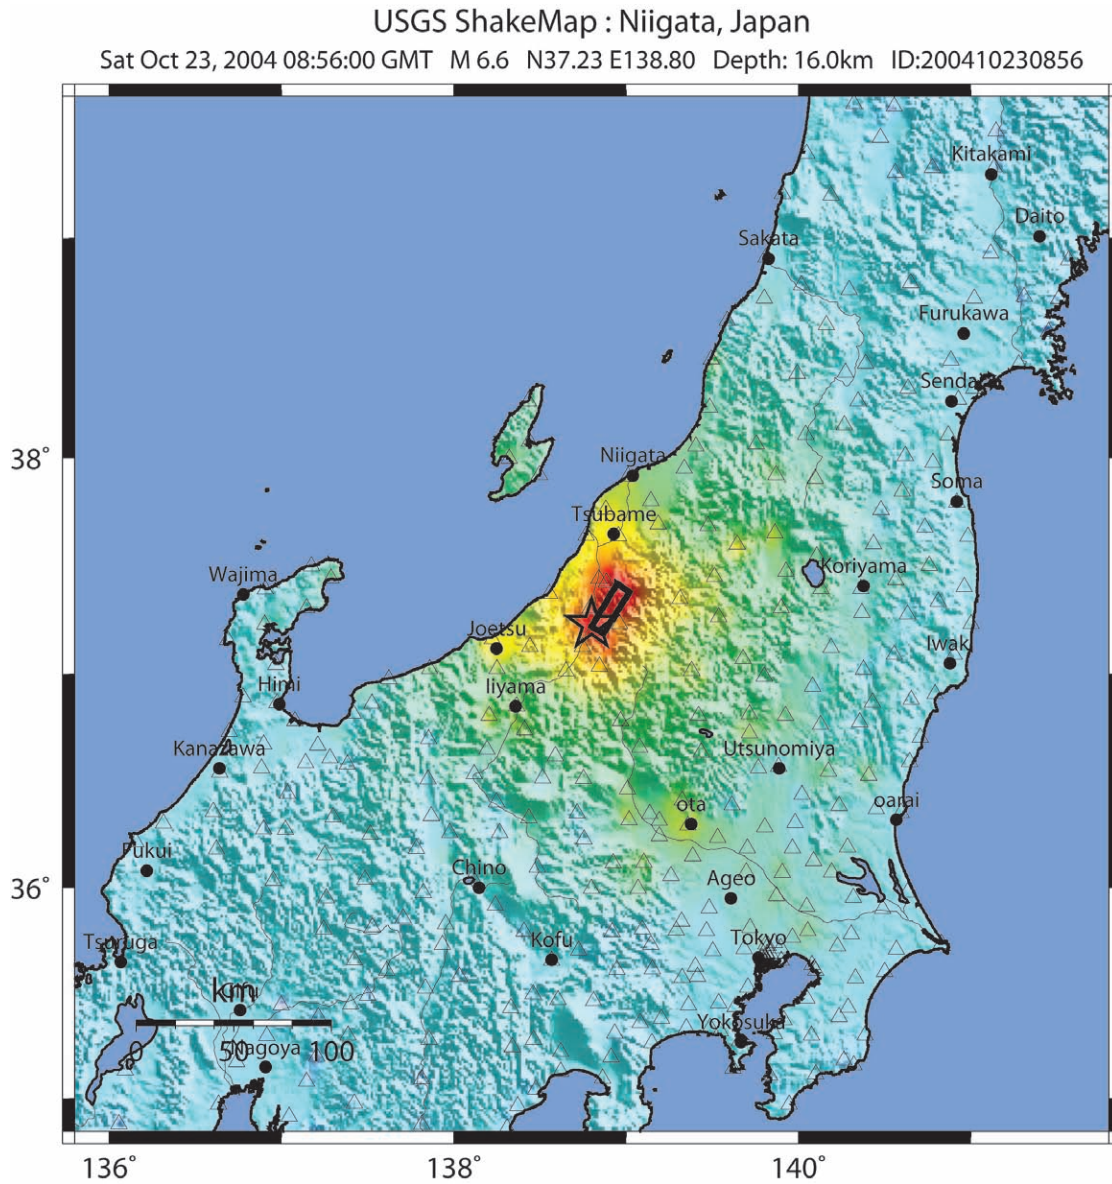 USGS ShakeMap : Niigata, Japan
Sat Oct 23, 2004 08:56:00 GMT M 6.6 N37.23 E138.80 Depth: 16.0km ID:200410230856
Kitakami
Daito
Sakata
Furukawa
Sendai
38°
Niigata
Soma
Tsubame
Koriyama
Wajima
Joetsu
Iwaki
Iiyama
Himi
Kanazawa
Utsunomiya
ota
oarai
Fukui
Chino
36°
Ageo
Tokyo
Kofu
Tsuruga
km
Yokosuka
0 50 100
Nagoya
136° 138° 140°